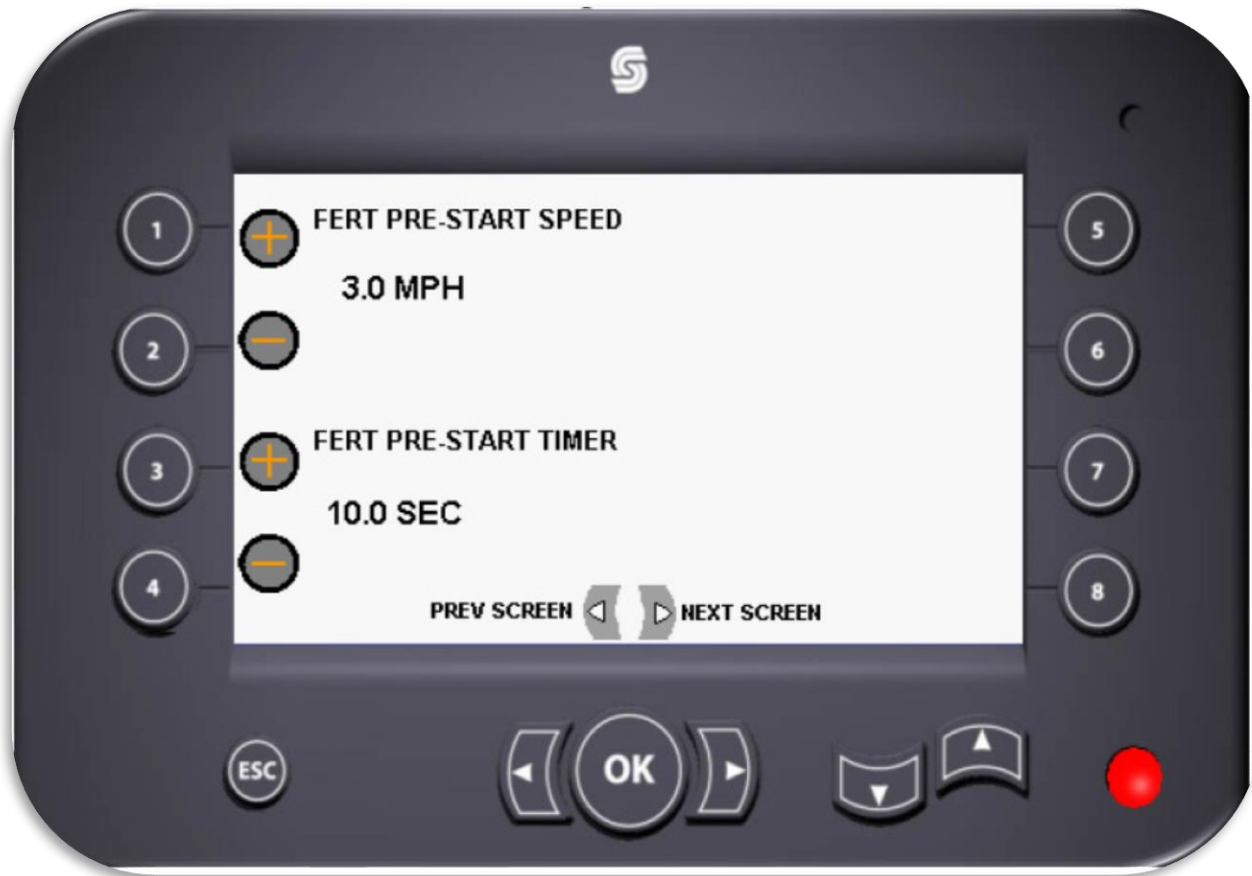 1
FERT PRE-START SPEED
5
3.0 MPH
2
6
FERT PRE-START TIMER
3
7
10.0 SEC
4
8
PREV SCREEN NEXT SCREEN
ESC
OK